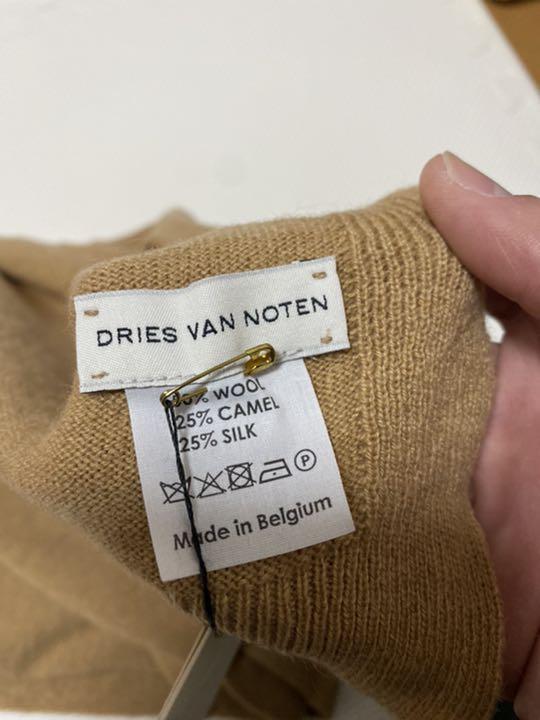 DRIES VAN NOTEN
WOOL
25% CAMEL
25% SILK
P
Made in Belgium